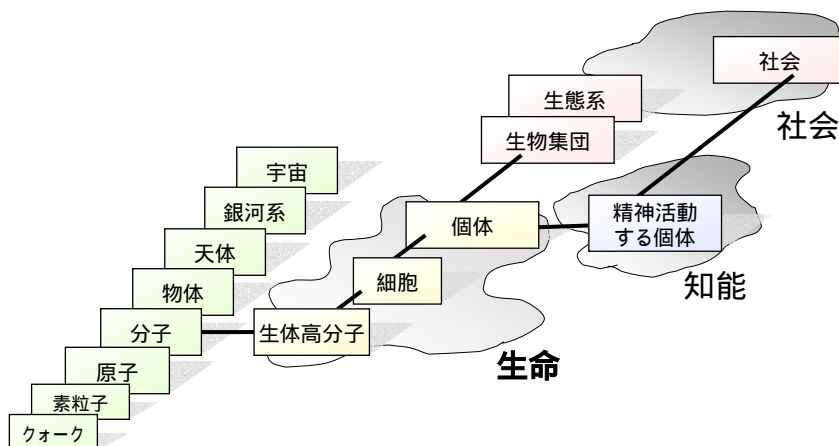 社会
生態系
生物集団
社会
宇宙
銀河系
個体
精神活動
する個体
天体
細胞
知能
物体
分子
生体高分子
生命
原子
素粒子
クォーク